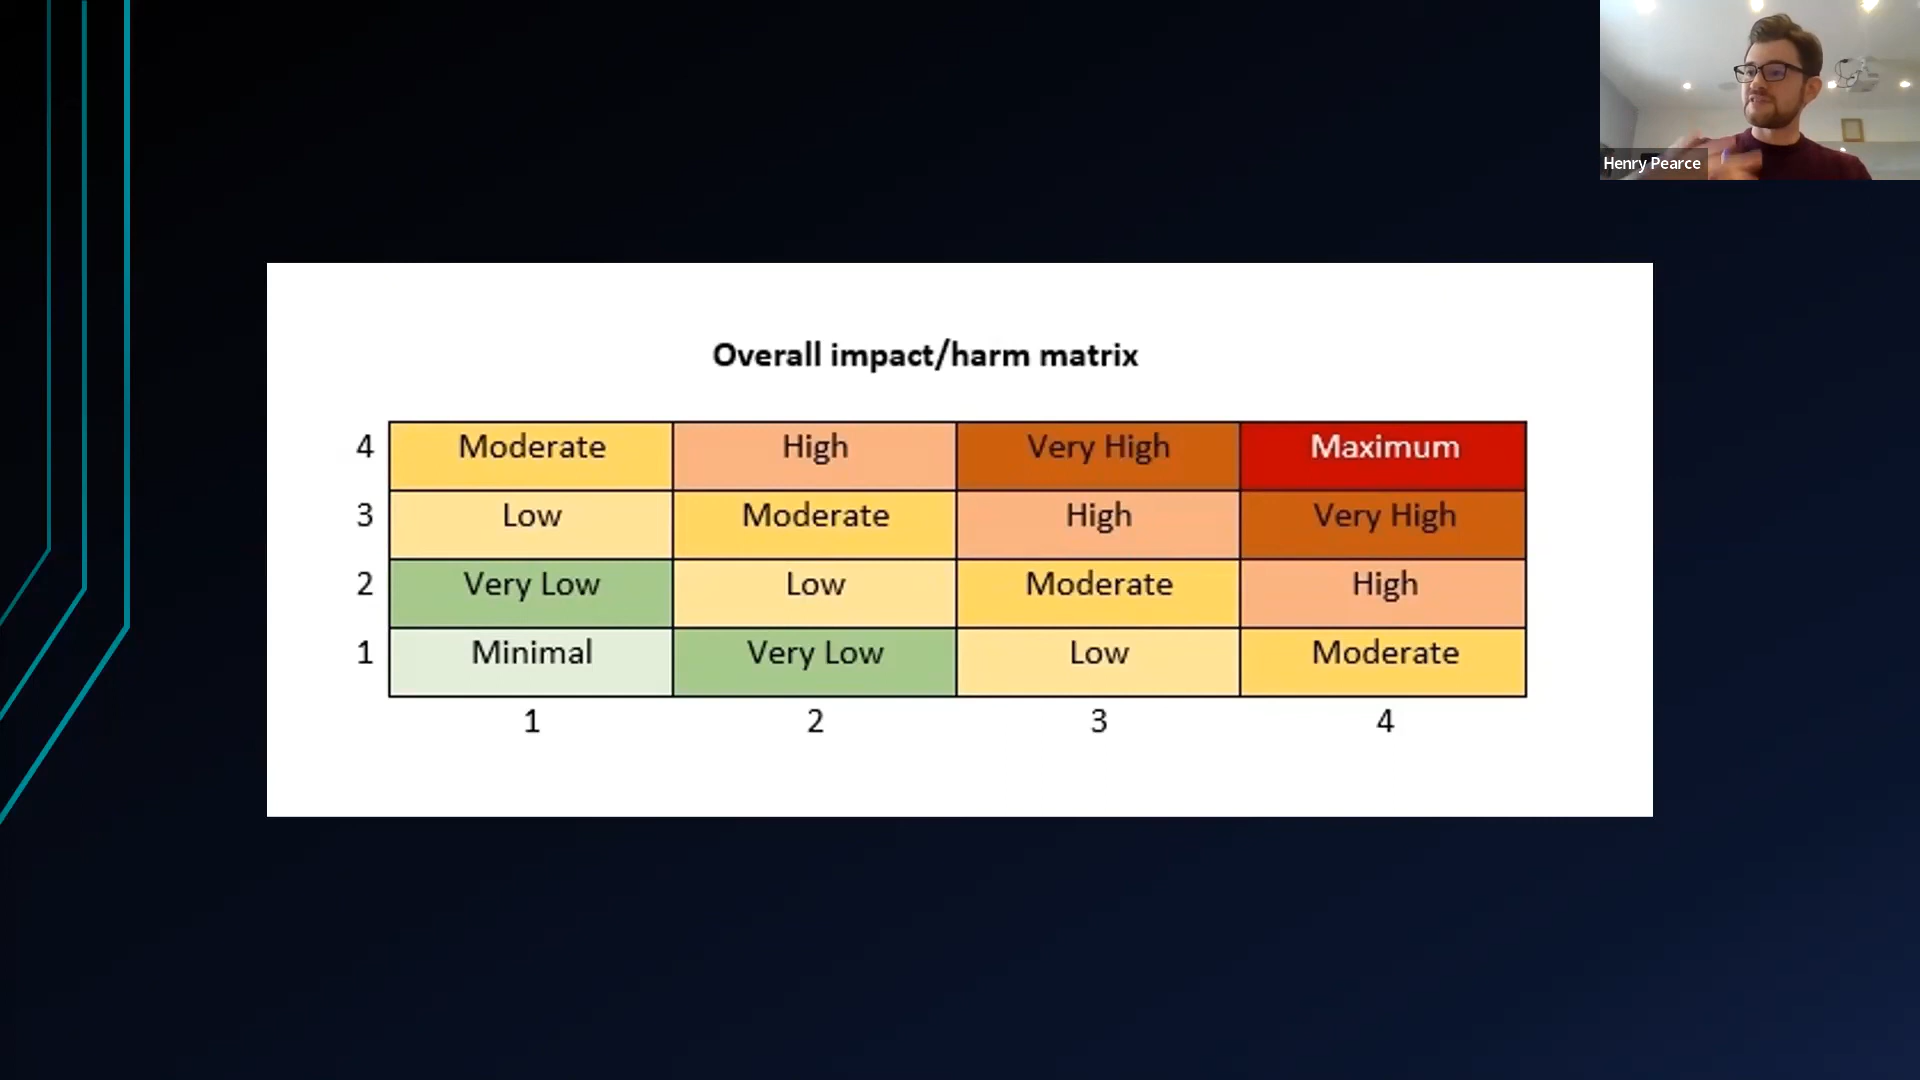 Henry Pearce
Overall impact/harm matrix
4 Moderate High Very High Maximum
3 Low Moderate High Very High
2 Very Low Low Moderate High
1 Minimal Very Low Low Moderate
1 2 3 4